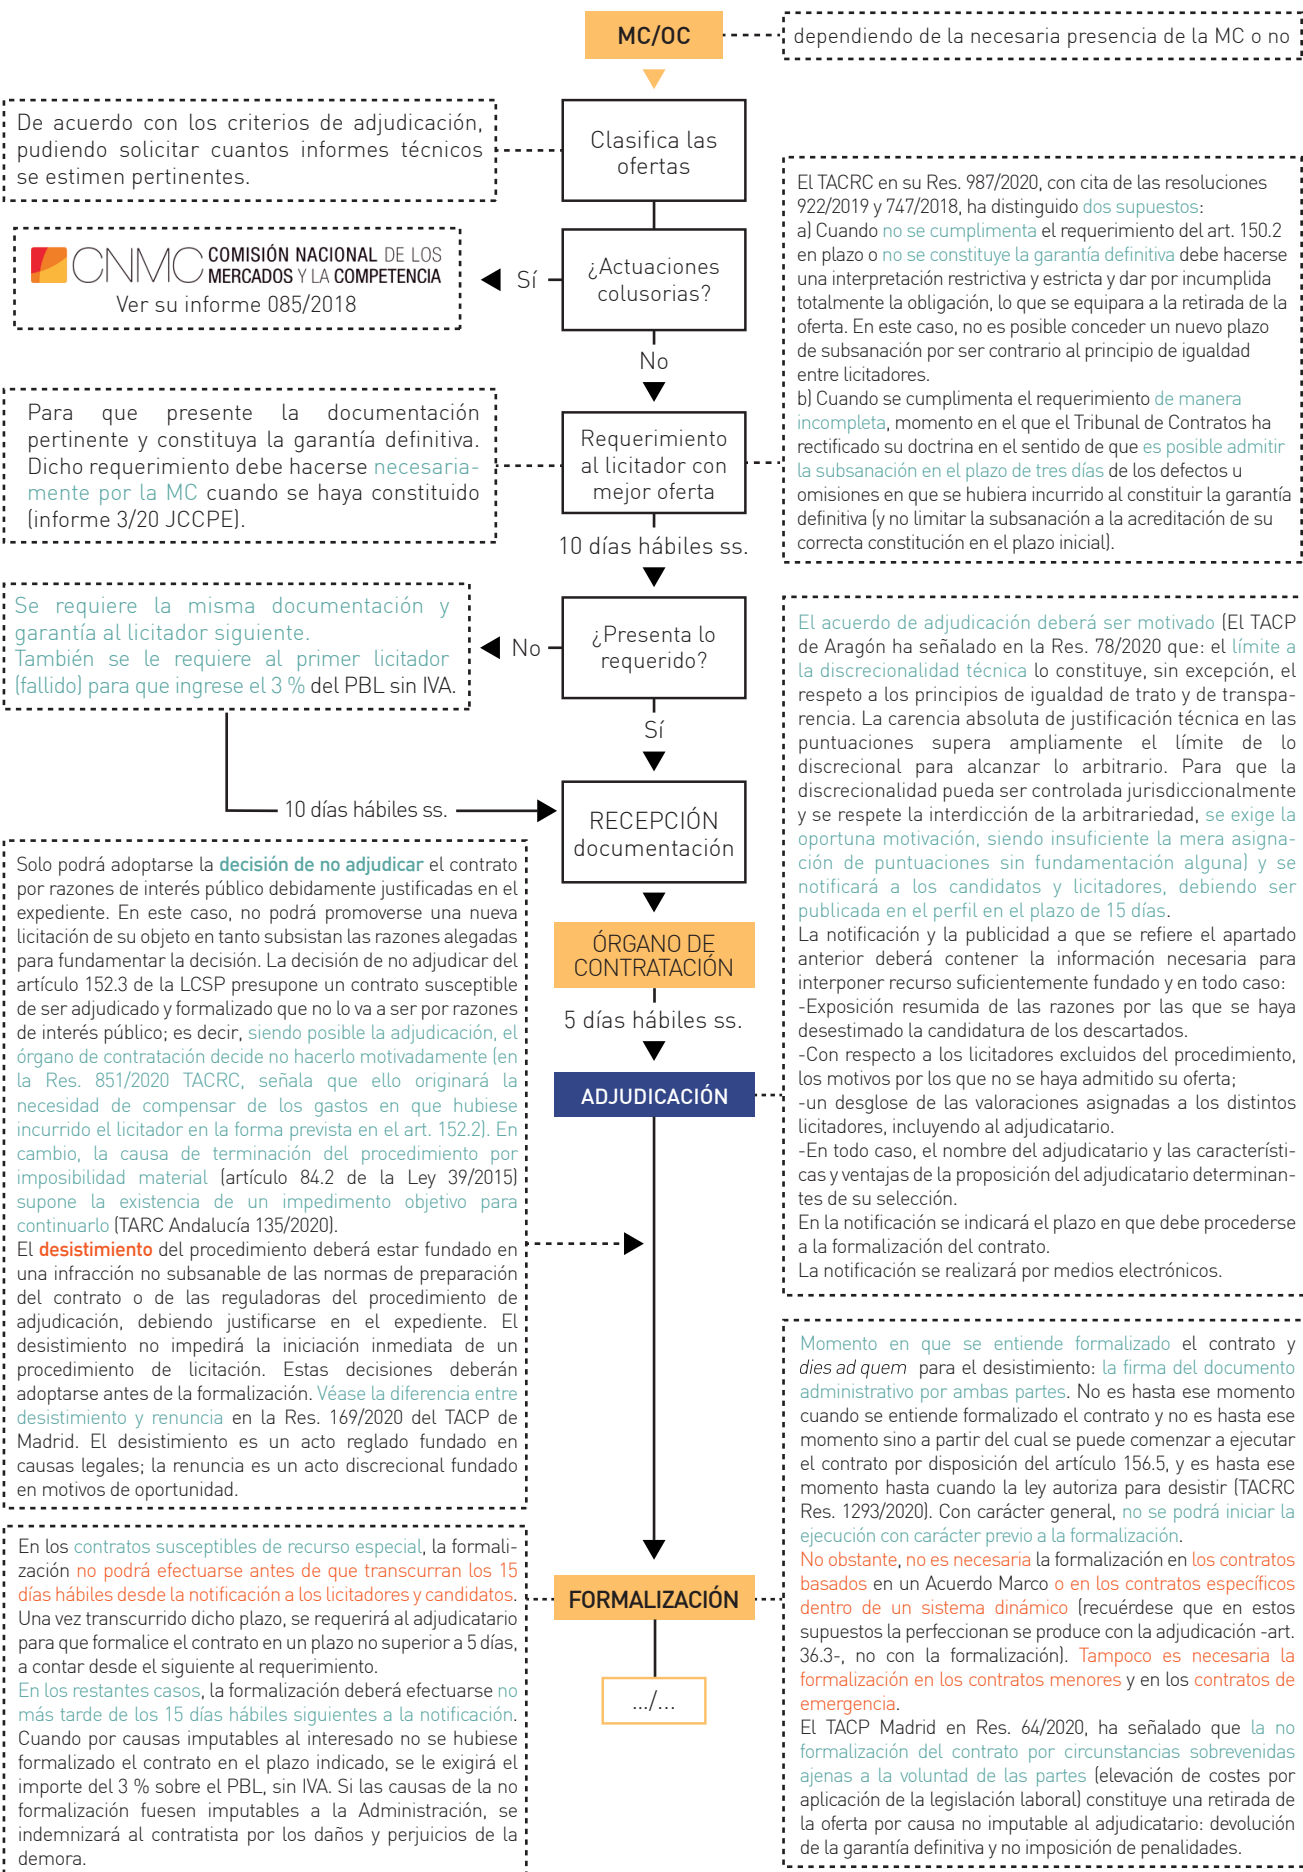 MC/OC
dependiendo de la necesaria presencia de la MC o no
De acuerdo con los criterios de adjudicación,
pudiendo solicitar cuantos informes técnicos
se estimen pertinentes.
Clasifica las
ofertas
CNMC COMISIÓN NACIONAL DE LOS
MERCADOS Y LA COMPETENCIA
Ver su informe 085/2018
Sí
¿Actuaciones
colusorias?
No
El TACRC en su Res. 987/2020, con cita de las resoluciones
922/2019 y 747/2018, ha distinguido dos supuestos:
a) Cuando no se cumplimenta el requerimiento del art. 150.2
en plazo o no se constituye la garantía definitiva debe hacerse
una interpretación restrictiva y estricta y dar por incumplida
totalmente la obligación, lo que se equipara a la retirada de la
oferta. En este caso, no es posible conceder un nuevo plazo
de subsanación por ser contrario al principio de igualdad
entre licitadores.
b) Cuando se cumplimenta el requerimiento de manera
incompleta, momento en el que el Tribunal de Contratos ha
rectificado su doctrina en el sentido de que es posible admitir
la subsanación en el plazo de tres días de los defectos u
omisiones en que se hubiera incurrido al constituir la garantía
definitiva (y no limitar la subsanación a la acreditación de su
correcta constitución en el plazo inicial).
Para que presente la documentación
pertinente y constituya la garantía definitiva.
Dicho requerimiento debe hacerse necesaria-
mente por la MC cuando se haya constituido
(informe 3/20 JCCPE).
Requerimiento
al licitador con
mejor oferta
10 días hábiles ss.
Se requiere la misma documentación y
garantía al licitador siguiente.
También se le requiere al primer licitador
(fallido) para que ingrese el 3 % del PBL sin IVA.
No
¿Presenta lo
requerido?
Sí
10 días hábiles ss.
RECEPCIÓN
documentación
El acuerdo de adjudicación deberá ser motivado (El TACP
de Aragón ha señalado en la Res. 78/2020 que: el límite a
la discrecionalidad técnica lo constituye, sin excepción, el
respeto a los principios de igualdad de trato y de transpa-
rencia. La carencia absoluta de justificación técnica en las
puntuaciones supera ampliamente el límite de lo
discrecional para alcanzar lo arbitrario. Para que la
discrecionalidad pueda ser controlada jurisdiccionalmente
y se respete la interdicción de la arbitrariedad, se exige la
oportuna motivación, siendo insuficiente la mera asigna-
ción de puntuaciones sin fundamentación alguna) y se
notificará a los candidatos y licitadores, debiendo ser
publicada en el perfil en el plazo de 15 días.
La notificación y la publicidad a que se refiere el apartado
anterior deberá contener la información necesaria para
interponer recurso suficientemente fundado y en todo caso:
-Exposición resumida de las razones por las que se haya
desestimado la candidatura de los descartados.
-Con respecto a los licitadores excluidos del procedimiento,
los motivos por los que no se haya admitido su oferta;
-un desglose de las valoraciones asignadas a los distintos
licitadores, incluyendo al adjudicatario.
-En todo caso, el nombre del adjudicatario y las característi-
cas y ventajas de la proposición del adjudicatario determinan-
tes de su selección.
En la notificación se indicará el plazo en que debe procederse
a la formalización del contrato.
La notificación se realizará por medios electrónicos.
Solo podrá adoptarse la decisión de no adjudicar el contrato
por razones de interés público debidamente justificadas en el
expediente. En este caso, no podrá promoverse una nueva
licitación de su objeto en tanto subsistan las razones alegadas
para fundamentar la decisión. La decisión de no adjudicar del
artículo 152.3 de la LCSP presupone un contrato susceptible
de ser adjudicado y formalizado que no lo va a ser por razones
de interés público; es decir, siendo posible la adjudicación, el
órgano de contratación decide no hacerlo motivadamente (en
la Res. 851/2020 TACRC, señala que ello originará la
necesidad de compensar de los gastos en que hubiese
incurrido el licitador en la forma prevista en el art. 152.2). En
cambio, la causa de terminación del procedimiento por
imposibilidad material (artículo 84.2 de la Ley 39/2015)
supone la existencia de un impedimento objetivo para
continuarlo (TARC Andalucía 135/2020).
El desistimiento del procedimiento deberá estar fundado en
una infracción no subsanable de las normas de preparación
del contrato o de las reguladoras del procedimiento de
adjudicación, debiendo justificarse en el expediente. El
desistimiento no impedirá la iniciación inmediata de un
procedimiento de licitación. Estas decisiones deberán
adoptarse antes de la formalización. Véase la diferencia entre
desistimiento y renuncia en la Res. 169/2020 del TACP de
Madrid. El desistimiento es un acto reglado fundado en
causas legales; la renuncia es un acto discrecional fundado
en motivos de oportunidad.
ÓRGANO DE
CONTRATACIÓN
5 días hábiles ss.
ADJUDICACIÓN
Momento en que se entiende formalizado el contrato y
dies ad quem para el desistimiento: la firma del documento
administrativo por ambas partes. No es hasta ese momento
cuando se entiende formalizado el contrato y no es hasta ese
momento sino a partir del cual se puede comenzar a ejecutar
el contrato por disposición del artículo 156.5, y es hasta ese
momento hasta cuando la ley autoriza para desistir (TACRC
Res. 1293/2020). Con carácter general, no se podrá iniciar la
ejecución con carácter previo a la formalización.
No obstante, no es necesaria la formalización en los contratos
basados en un Acuerdo Marco o en los contratos específicos
dentro de un sistema dinámico (recuérdese que en estos
supuestos la perfeccionan se produce con la adjudicación -art.
36.3-, no con la formalización). Tampoco es necesaria la
formalización en los contratos menores y en los contratos de
emergencia.
El TACP Madrid en Res. 64/2020, ha señalado que la no
formalización del contrato por circunstancias sobrevenidas
ajenas a la voluntad de las partes (elevación de costes por
aplicación de la legislación laboral) constituye una retirada de
la oferta por causa no imputable al adjudicatario: devolución
de la garantía definitiva y no imposición de penalidades.
En los contratos susceptibles de recurso especial, la formali-
zación no podrá efectuarse antes de que transcurran los 15
días hábiles desde la notificación a los licitadores y candidatos.
Una vez transcurrido dicho plazo, se requerirá al adjudicatario
para que formalice el contrato en un plazo no superior a 5 días,
a contar desde el siguiente al requerimiento.
En los restantes casos, la formalización deberá efectuarse no
más tarde de los 15 días hábiles siguientes a la notificación.
Cuando por causas imputables al interesado no se hubiese
formalizado el contrato en el plazo indicado, se le exigirá el
importe del 3 % sobre el PBL, sin IVA. Si las causas de la no
formalización fuesen imputables a la Administración, se
indemnizará al contratista por los daños y perjuicios de la
demora.
FORMALIZACIÓN
.../...